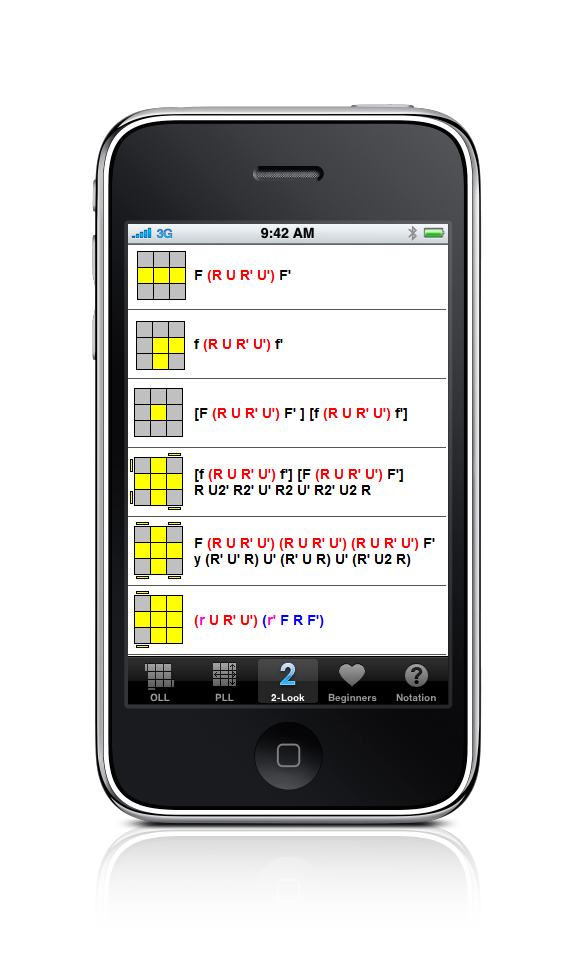 3G 9:42 AM
F (R U R' U') F'
f (R U R' U') f'
[F (R U R' U') F' ] [f (R U R' U') f']
[f (R U R' U') f'] [F (R U R' U') F']
R U2' R2' U' R2 U' R2' U2 R
F (R U R' U') (R U R' U') (R U R' U') F'
y (R' U' R) U' (R' U R) U' (R' U2 R)
(r U R' U') (r' F R F')
2
OLL PLL 2-Look Beginners Notation